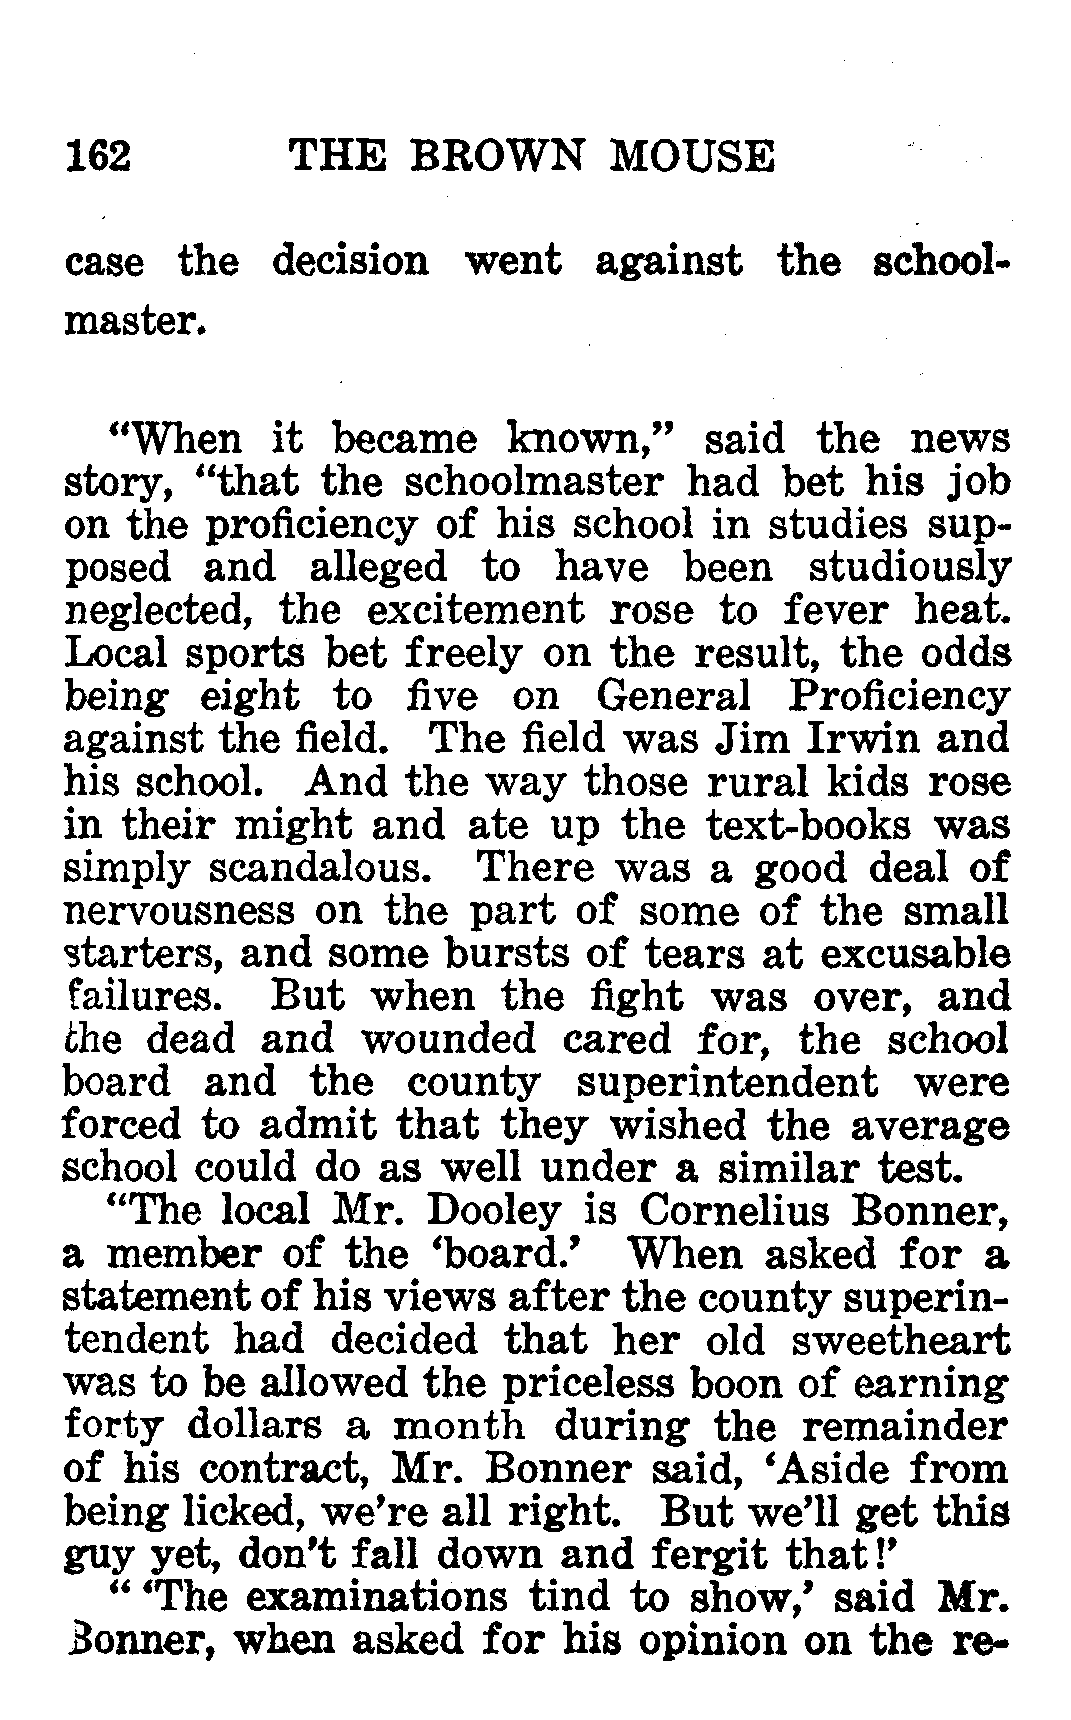 162 THE BROWN MOUSE
case the decision went against the school-
master.
“When it became known,” said the news
story, “that the schoolmaster had bet his job
on the proficiency of his school in studies sup-
posed and alleged to have been studiously
neglected, the excitement rose to fever heat.
Local sports bet freely on the result, the odds
being eight to five on General Proficiency
against the field. The field was Jim Irwin and
his school. And the way those rural kids rose
in their might and ate up the text-books was
simply scandalous. There was a good deal of
nervousness on the part of some of the small
starters, and some bursts of tears at excusable
failures. But when the fight was over, and
the dead and wounded cared for, the school
board and the county superintendent were
forced to admit that they wished the average
school could do as well under a similar test.
“The local Mr. Dooley is Cornelius Bonner,
a member of the ‘board.’ When asked for a
statement of his views after the county superin-
tendent had decided that her old sweetheart
was to be allowed the priceless boon of earning
forty dollars a month during the remainder
of his contract, Mr. Bonner said, ‘Aside from
being licked, we’re all right. But we’ll get this
guy yet, don’t fall down and fergit that!’
“ ‘The examinations tind to show,’ said Mr.
Bonner, when asked for his opinion on the re-